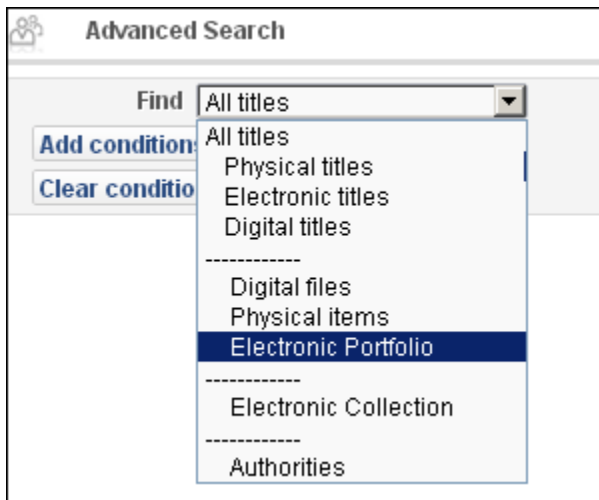 Advanced Search
Find All titles
All titles
Add condition
Physical titles
Electronic titles
Clear conditio
Digital titles
------------
Digital files
Physical items
Electronic Portfolio
------------
Electronic Collection
------------
Authorities